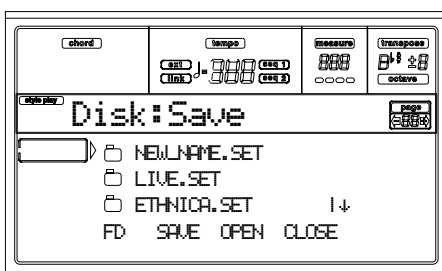 chord tempo measure transpose
ext seq 1
link seq 2
octave
style play page
Disk:Save
NEW_NAME.SET
LIVE.SET
ETHNICA.SET
FD SAVE OPEN CLOSE